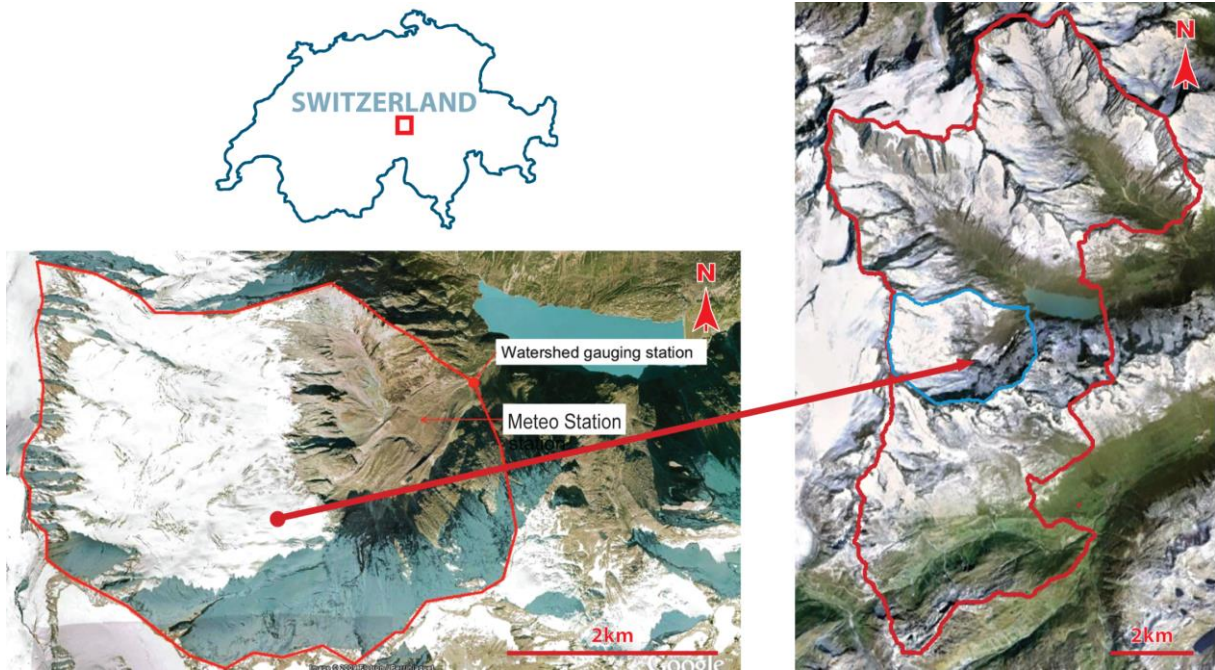 SWITZERLAND
N
N
Watershed gauging station
Meteo Station
station
2km
Google
2km